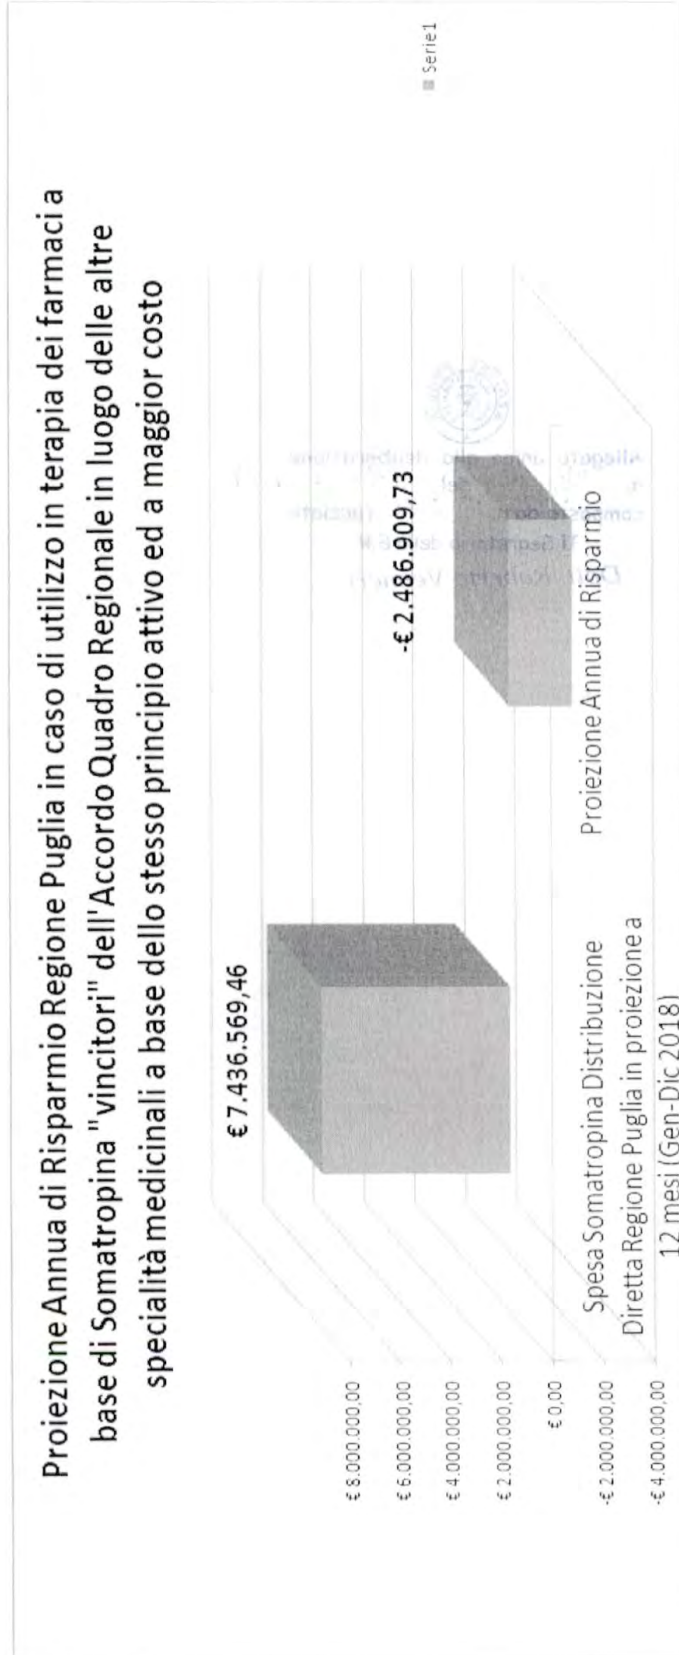 Proiezione Annua di Risparmio Regione Puglia in caso di utilizzo in terapia dei farmaci a
base di Somatropina "vincitori" dell'Accordo Quadro Regionale in luogo delle altre
specialità medicinali a base dello stesso principio attivo ed a maggior costo
€ 7.436.569,46
-€ 2.486.909,73
Serie1
€ 8.000.000,00
€ 6.000.000,00
€ 4.000.000,00
€ 2.000.000,00
€ 0,00
-€ 2.000.000,00
-€ 4.000.000,00
Spesa Somatropina Distribuzione
Diretta Regione Puglia in proiezione a
12 mesi (Gen-Dic 2018)
Proiezione Annua di Risparmio